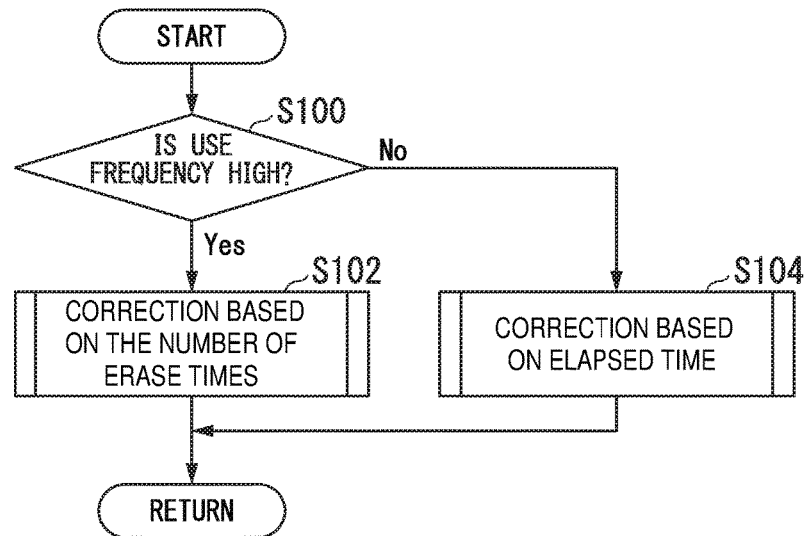 START
S100
IS USE
FREQUENCY HIGH?
No
Yes
S102
CORRECTION BASED
ON THE NUMBER OF
ERASE TIMES
S104
CORRECTION BASED
ON ELAPSED TIME
RETURN